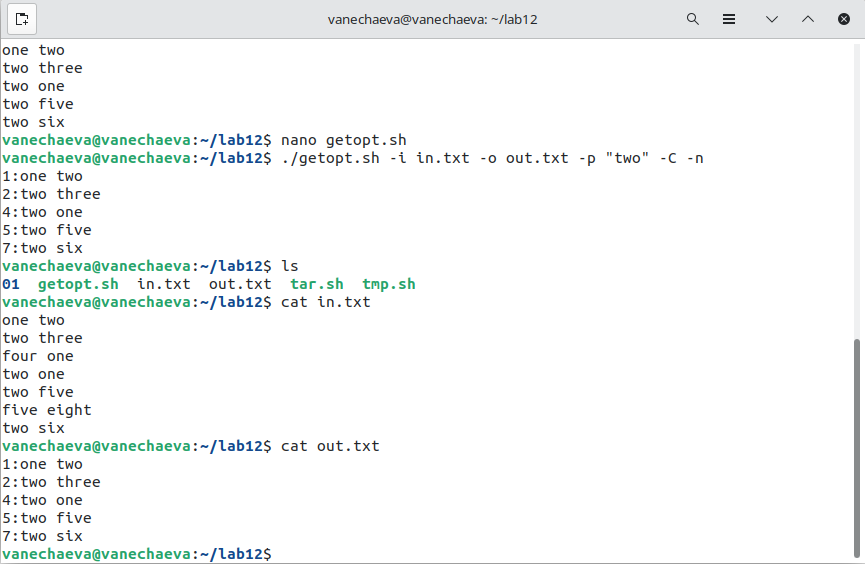 vanechaeva@vanechaeva: ~/lab12
one two
two three
two one
two five
two six
vanechaeva@vanechaeva:~/lab12$ nano getopt.sh
vanechaeva@vanechaeva:~/lab12$ ./getopt.sh -i in.txt -o out.txt -p "two" -C -n
1:one two
2:two three
4:two one
5:two five
7:two six
vanechaeva@vanechaeva:~/lab12$ ls
01  getopt.sh  in.txt  out.txt  tar.sh  tmp.sh
vanechaeva@vanechaeva:~/lab12$ cat in.txt
one two
two three
four one
two one
two five
five eight
two six
vanechaeva@vanechaeva:~/lab12$ cat out.txt
1:one two
2:two three
4:two one
5:two five
7:two six
vanechaeva@vanechaeva:~/lab12$